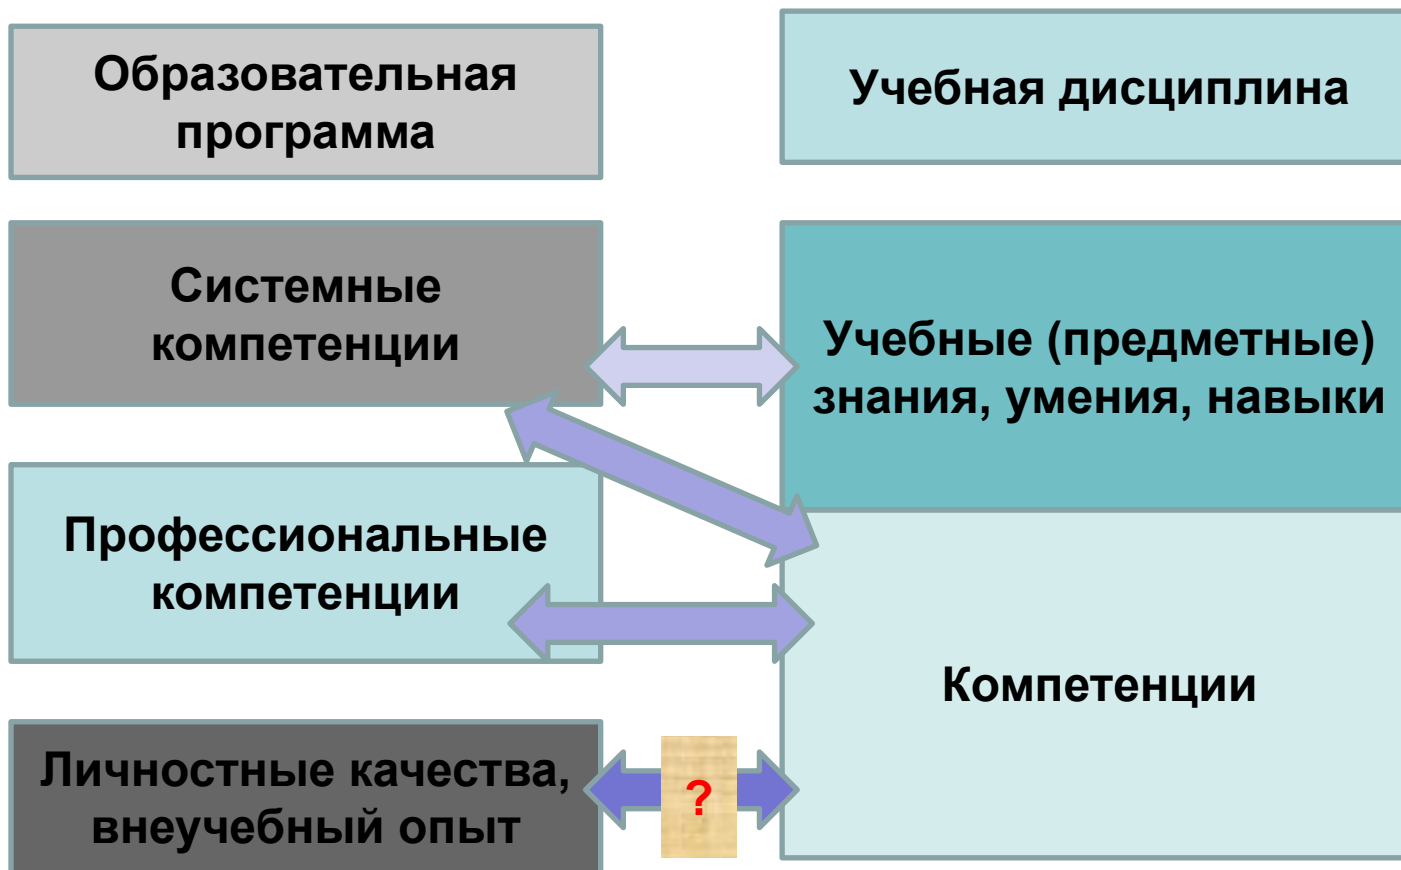 Образовательная
программа
Учебная дисциплина
Системные
компетенции
Учебные (предметные)
знания, умения, навыки
Профессиональные
компетенции
Компетенции
Личностные качества,
внеучебный опыт
?